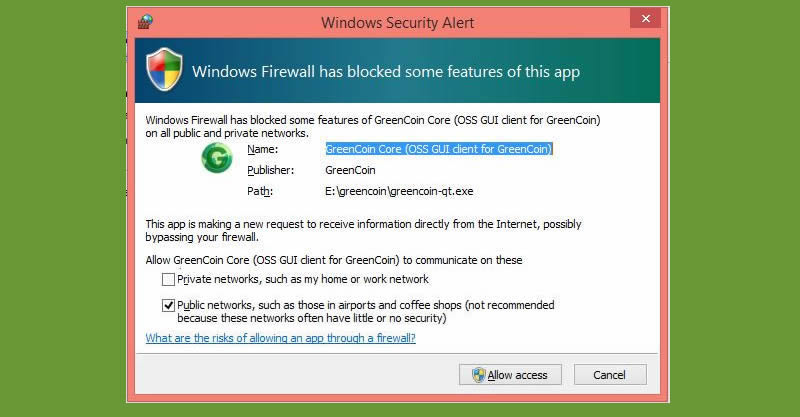 Windows Security Alert
Windows Firewall has blocked some features of this app
Windows Firewall has blocked some features of GreenCoin Core (OSS GUI client for GreenCoin)
on all public and private networks.
Name: GreenCoin Core (OSS GUI client for GreenCoin)
Publisher: GreenCoin
Path: E:\greencoin\greencoin-qt.exe
This app is making a new request to receive information directly from the Internet, possibly
bypassing your firewall.
Allow GreenCoin Core (OSS GUI client for GreenCoin) to communicate on these
Private networks, such as my home or work network
Public networks, such as those in airports and coffee shops (not recommended
because these networks often have little or no security)
What are the risks of allowing an app through a firewall?
Allow access Cancel